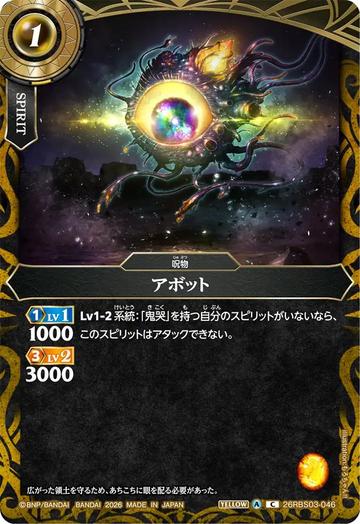 1
SPIRIT
呪物
アボット
1 LV1
1000
Lv1-2 系統：「鬼哭」を持つ自分のスピリットがいないなら、
このスピリットはアタックできない。
3 LV2
3000
広がった領土を守るため、あちこちに眼を配る必要があった。
©BNP/BANDAI BANDAI 2026 MADE IN JAPAN
YELLOW A C 26RBS03-046